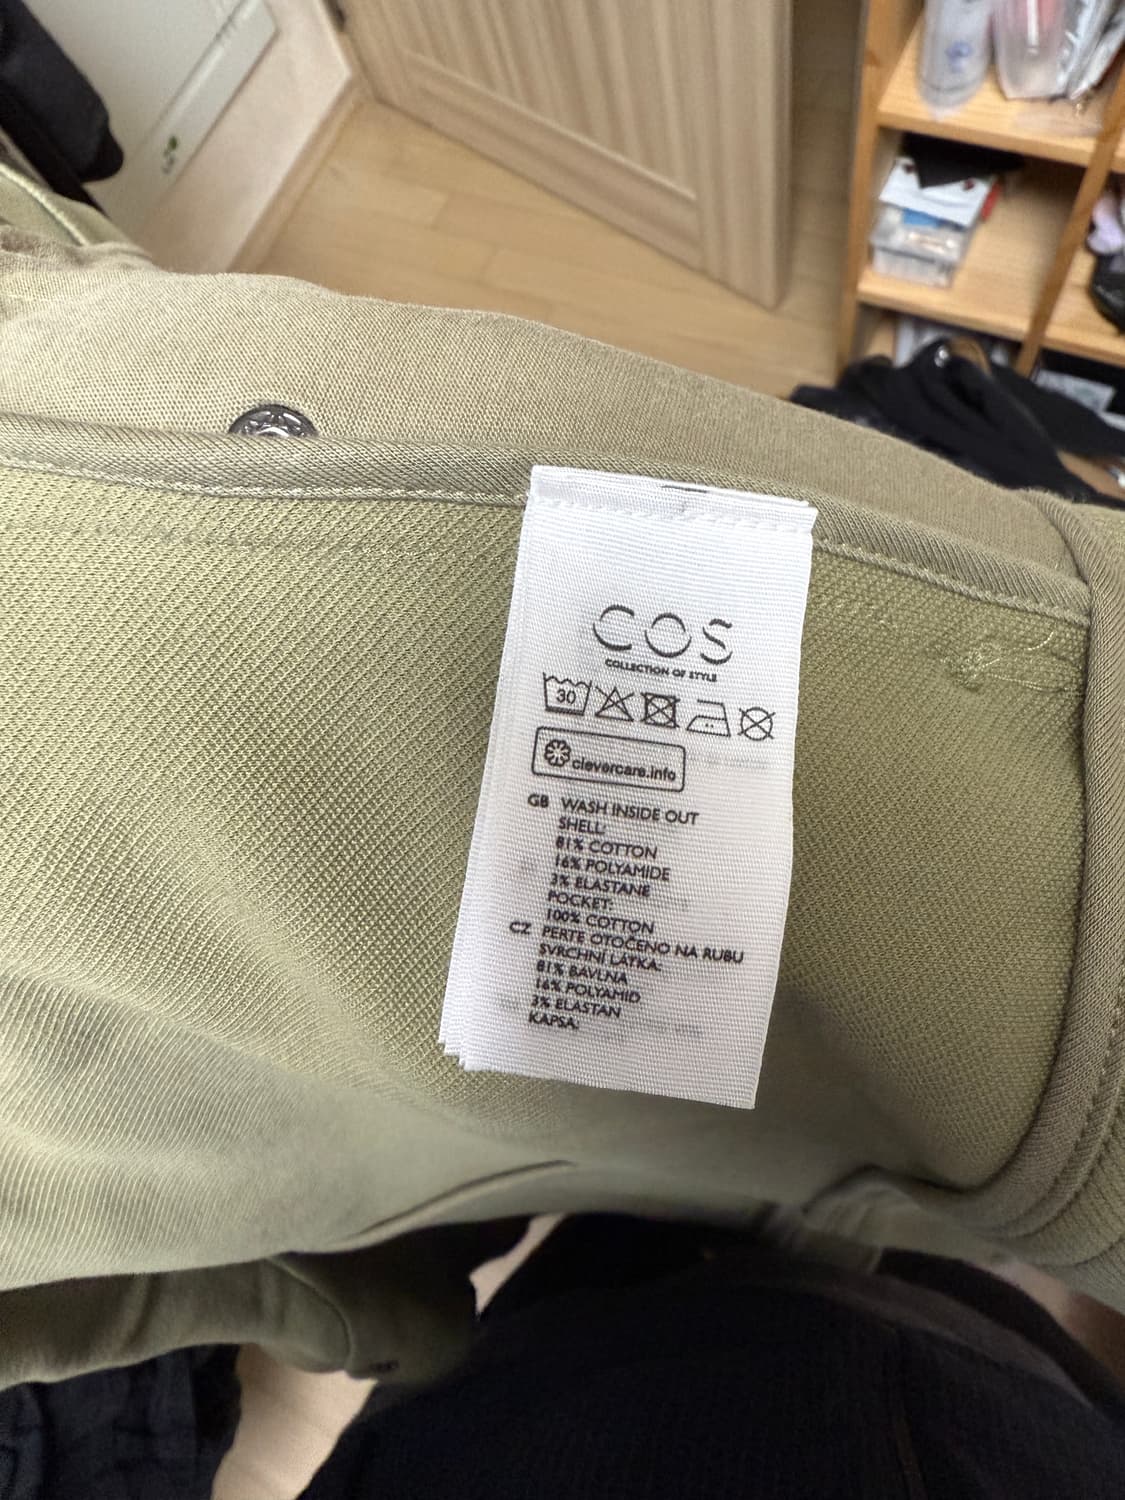 COS
COLLECTION OF STYLE
30
clevercare.info
GB WASH INSIDE OUT
SHELL:
81% COTTON
16% POLYAMIDE
3% ELASTANE
POCKET:
100% COTTON
CZ PERTE OTOČENO NA RUBU
SVRCHNÍ LÁTKA:
81% BAVLNA
16% POLYAMID
3% ELASTAN
KAPSA: